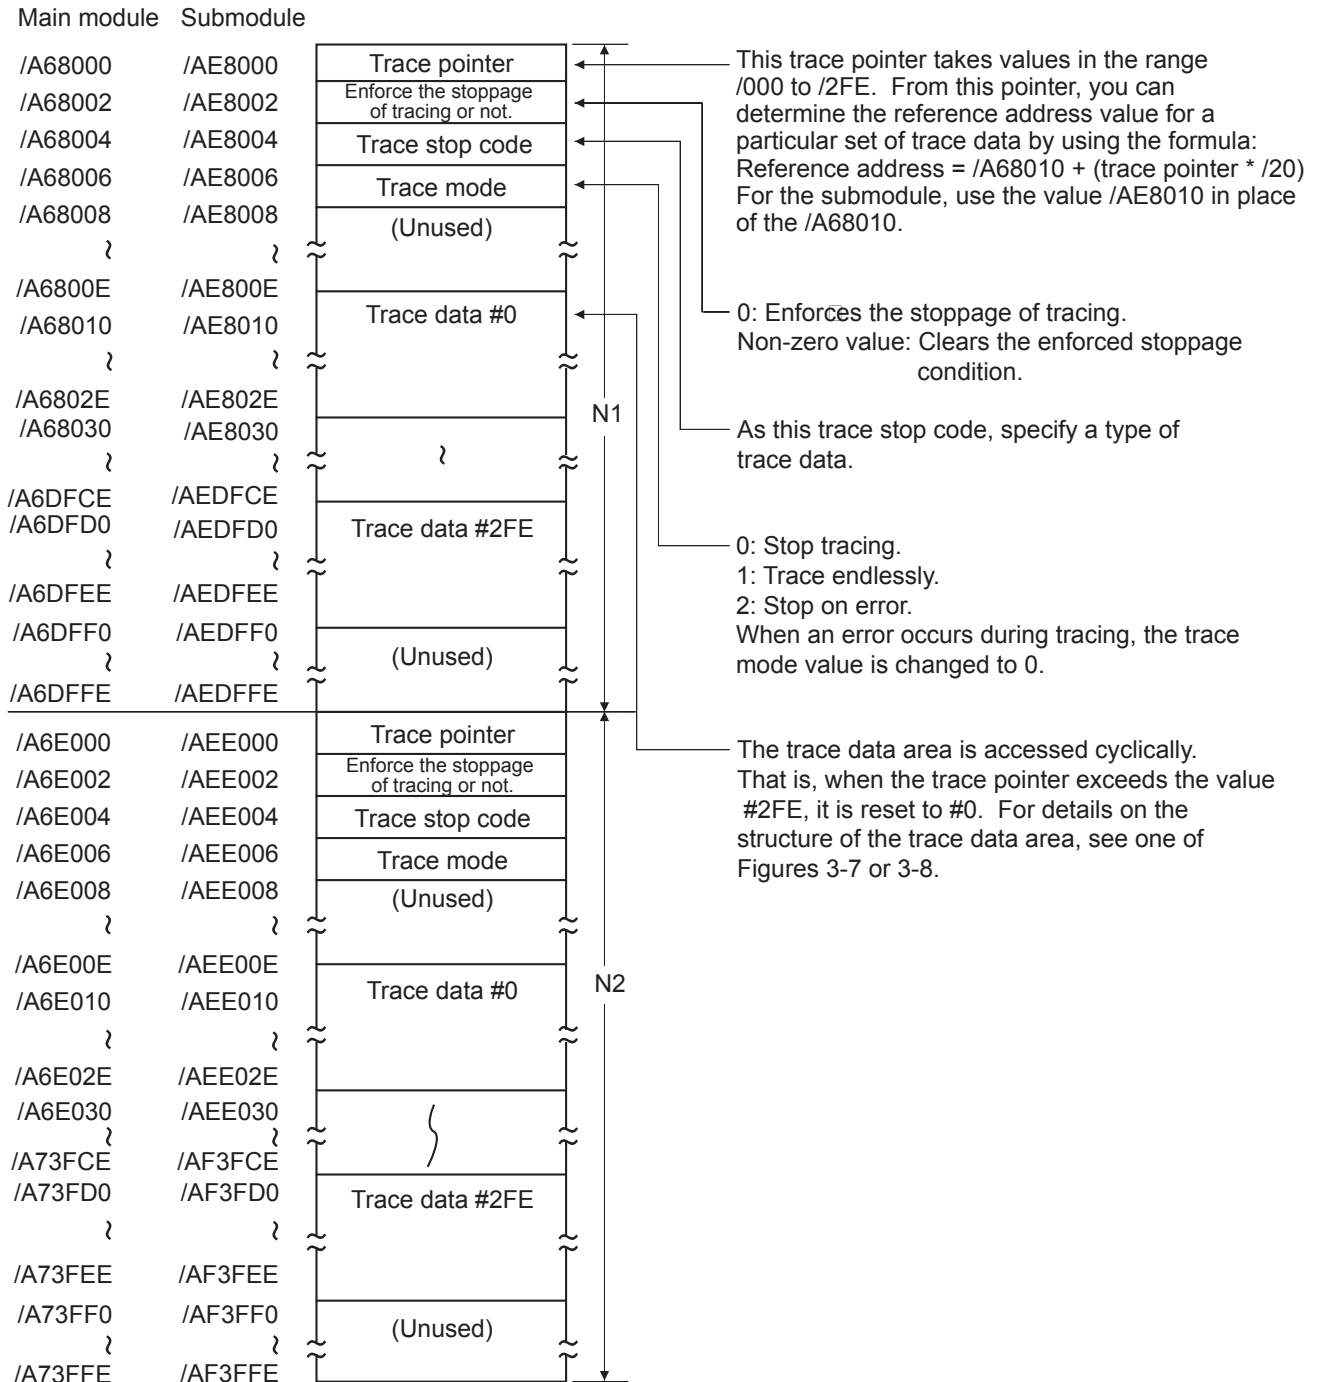 Main module Submodule
/A68000 /AE8000 Trace pointer
/A68002 /AE8002 Enforce the stoppage
of tracing or not.
/A68004 /AE8004 Trace stop code
/A68006 /AE8006 Trace mode
/A68008 /AE8008 (Unused)
~ ~
/A6800E /AE800E
/A68010 /AE8010 Trace data #0
~ ~
/A6802E /AE802E
/A68030 /AE8030
~ ~ ~
/A6DFCE /AEDFCE
/A6DFD0 /AEDFD0 Trace data #2FE
~ ~
/A6DFEE /AEDFEE
/A6DFF0 /AEDFF0 (Unused)
~ ~
/A6DFFE /AEDFFE
N1
/A6E000 /AEE000 Trace pointer
/A6E002 /AEE002 Enforce the stoppage
of tracing or not.
/A6E004 /AEE004 Trace stop code
/A6E006 /AEE006 Trace mode
/A6E008 /AEE008 (Unused)
~ ~
/A6E00E /AEE00E
/A6E010 /AEE010 Trace data #0
~ ~
/A6E02E /AEE02E
/A6E030 /AEE030
~ ~
/A73FCE /AF3FCE
/A73FD0 /AF3FD0 Trace data #2FE
~ ~
/A73FEE /AF3FEE
/A73FF0 /AF3FF0 (Unused)
~ ~
/A73FFE /AF3FFE
N2
This trace pointer takes values in the range
/000 to /2FE. From this pointer, you can
determine the reference address value for a
particular set of trace data by using the formula:
Reference address = /A68010 + (trace pointer * /20)
For the submodule, use the value /AE8010 in place
of the /A68010.
0: Enforces the stoppage of tracing.
Non-zero value: Clears the enforced stoppage
condition.
As this trace stop code, specify a type of
trace data.
0: Stop tracing.
1: Trace endlessly.
2: Stop on error.
When an error occurs during tracing, the trace
mode value is changed to 0.
The trace data area is accessed cyclically.
That is, when the trace pointer exceeds the value
#2FE, it is reset to #0. For details on the
structure of the trace data area, see one of
Figures 3-7 or 3-8.